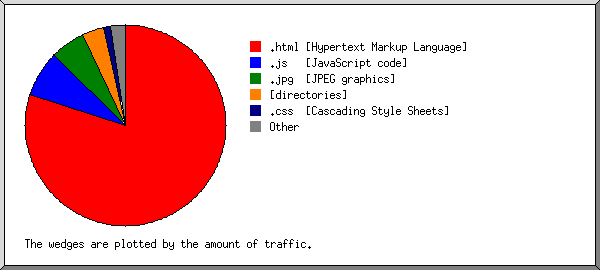 .html [Hypertext Markup Language]
.js [JavaScript code]
.jpg [JPEG graphics]
[directories]
.css [Cascading Style Sheets]
Other
The wedges are plotted by the amount of traffic.